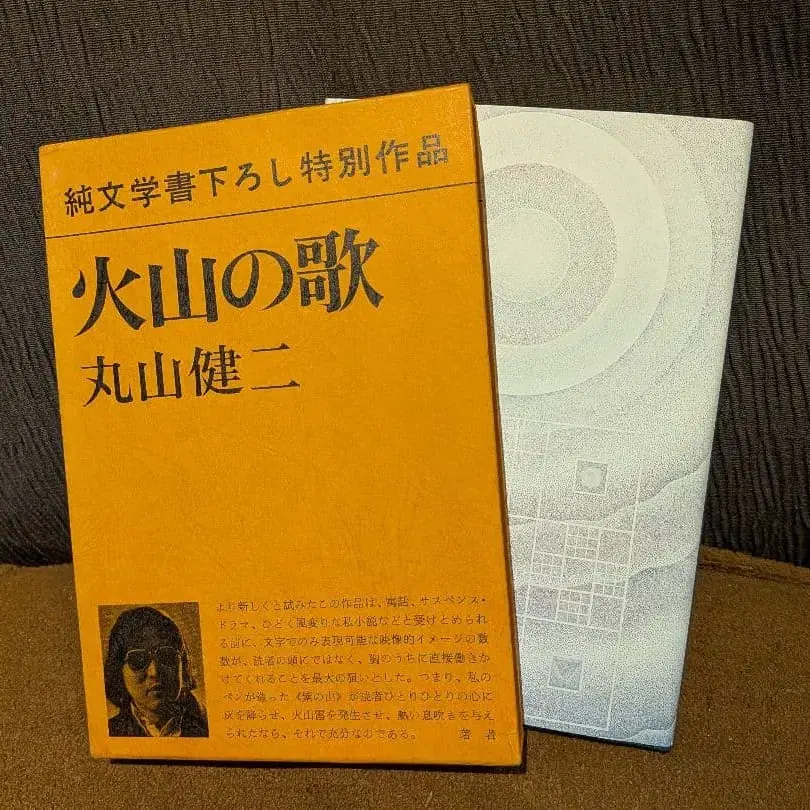 純文学書下ろし特別作品
火山の歌
丸山健二
より新しくと試みたこの作品は、寓話、サスペンス・
ドラマ、ひどく風変りな私小説などと受けとめられ
る前に、文字でのみ表現可能な映像的イメージの数
数が、読者の頭にではなく、胸のうちに直接働きか
けてくれることを最大の狙いとした。つまり、私の
ペンが造った《紫の山》が読者ひとりひとりの心に
灰を降らせ、火山雷を発生させ、熱い息吹きを与え
られたなら、それで充分なのである。　著者